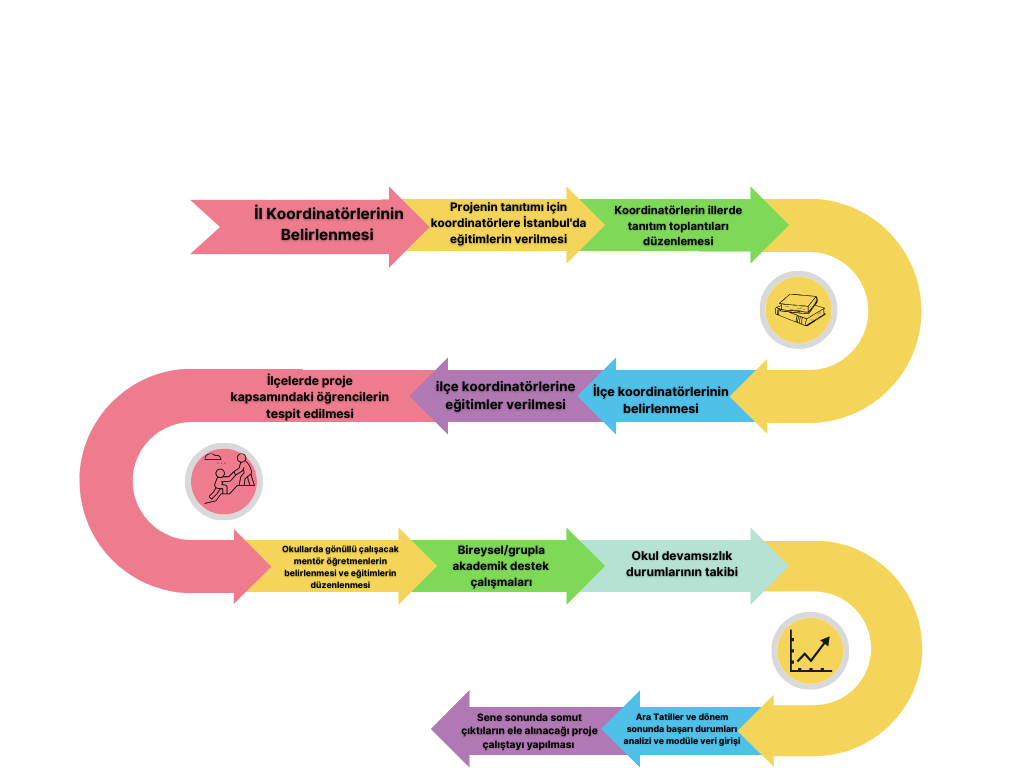 İl Koordinatörlerinin
Belirlenmesi
Projenin tanıtımı için
koordinatörlere İstanbul'da
eğitimlerin verilmesi
Koordinatörlerin illerde
tanıtım toplantıları
düzenlemesi
İlçe koordinatörlerinin
belirlenmesi
ilçe koordinatörlerine
eğitimler verilmesi
İlçelerde proje
kapsamındaki öğrencilerin
tespit edilmesi
Okullarda gönüllü çalışacak
mentör öğretmenlerin
belirlenmesi ve eğitimlerin
düzenlenmesi
Bireysel/grupla
akademik destek
çalışmaları
Okul devamsızlık
durumlarının takibi
Ara Tatiller ve dönem
sonunda başarı durumları
analizi ve modüle veri girişi
Sene sonunda somut
çıktıların ele alınacağı proje
çalıştayı yapılması